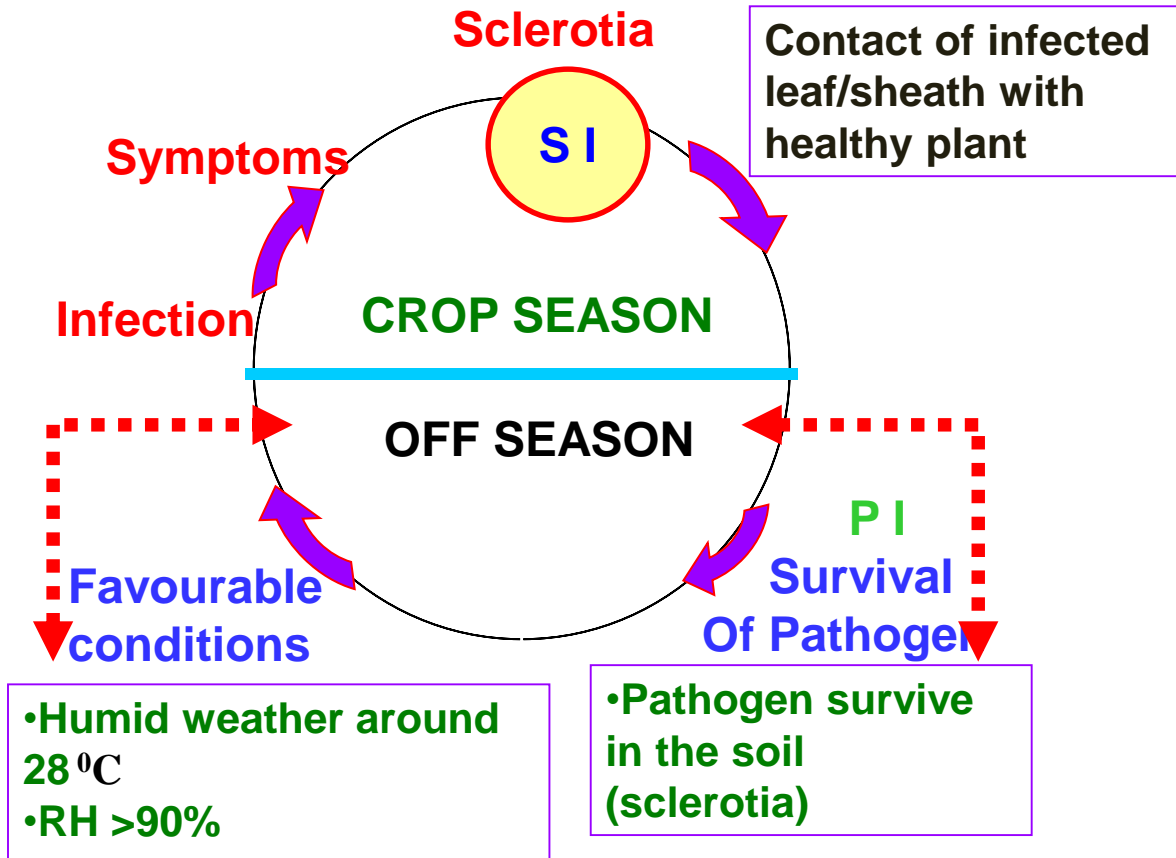 Sclerotia
Contact of infected
leaf/sheath with
healthy plant
S I
Symptoms
Infection
CROP SEASON
OFF SEASON
P I
Survival
Of Pathogen
Favourable
conditions
•Humid weather around
28 ⁰C
•RH >90%
•Pathogen survive
in the soil
(sclerotia)